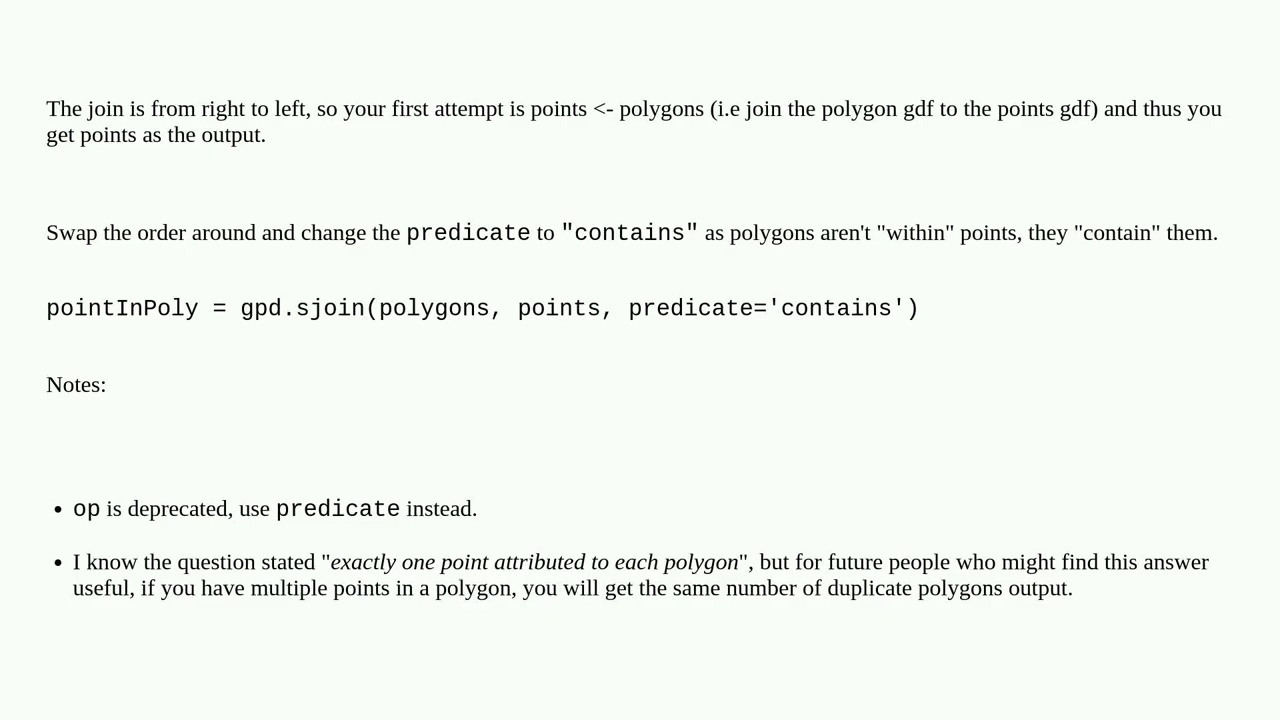 The join is from right to left, so your first attempt is points <- polygons (i.e join the polygon gdf to the points gdf) and thus you
get points as the output.
Swap the order around and change the predicate to "contains" as polygons aren't "within" points, they "contain" them.
pointInPoly = gpd.sjoin(polygons, points, predicate='contains')
Notes:
• op is deprecated, use predicate instead.
• I know the question stated "exactly one point attributed to each polygon", but for future people who might find this answer
useful, if you have multiple points in a polygon, you will get the same number of duplicate polygons output.